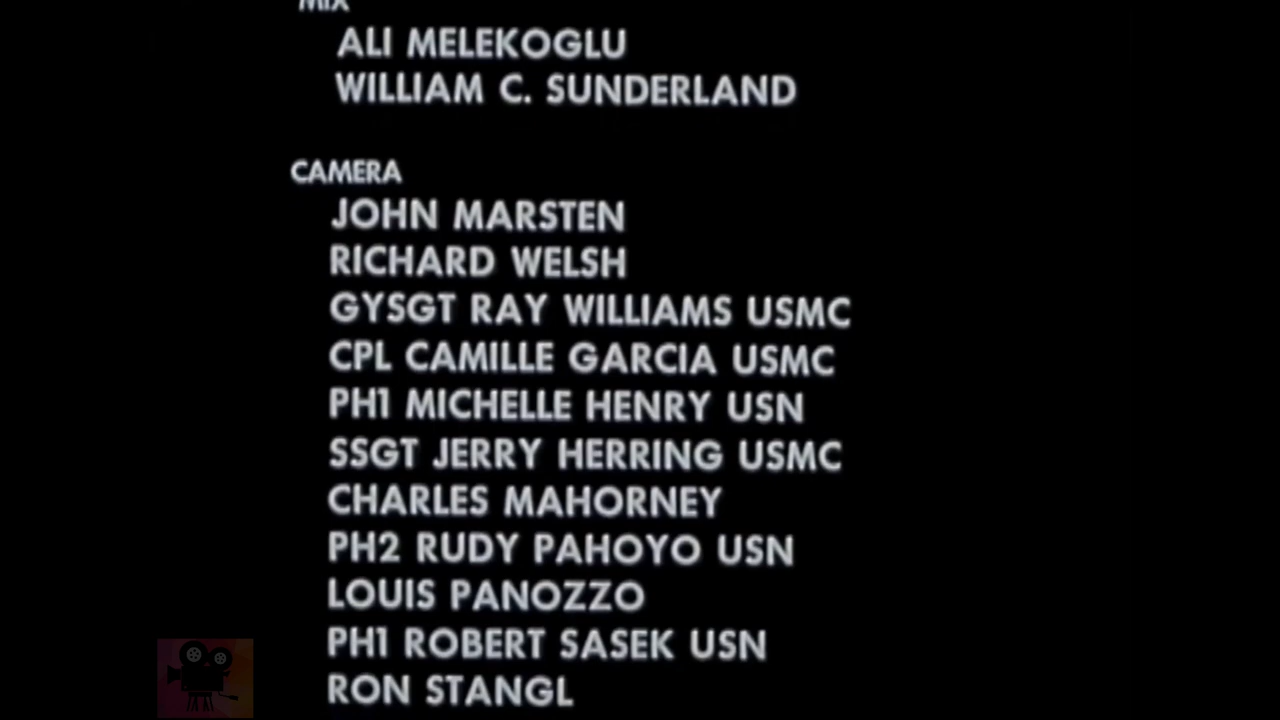 MIX
ALI MELEKOGLU
WILLIAM C. SUNDERLAND
CAMERA
JOHN MARSTEN
RICHARD WELSH
GYSGT RAY WILLIAMS USMC
CPL CAMILLE GARCIA USMC
PH1 MICHELLE HENRY USN
SSGT JERRY HERRING USMC
CHARLES MAHORNEY
PH2 RUDY PAHOYO USN
LOUIS PANOZZO
PH1 ROBERT SASEK USN
RON STANGL